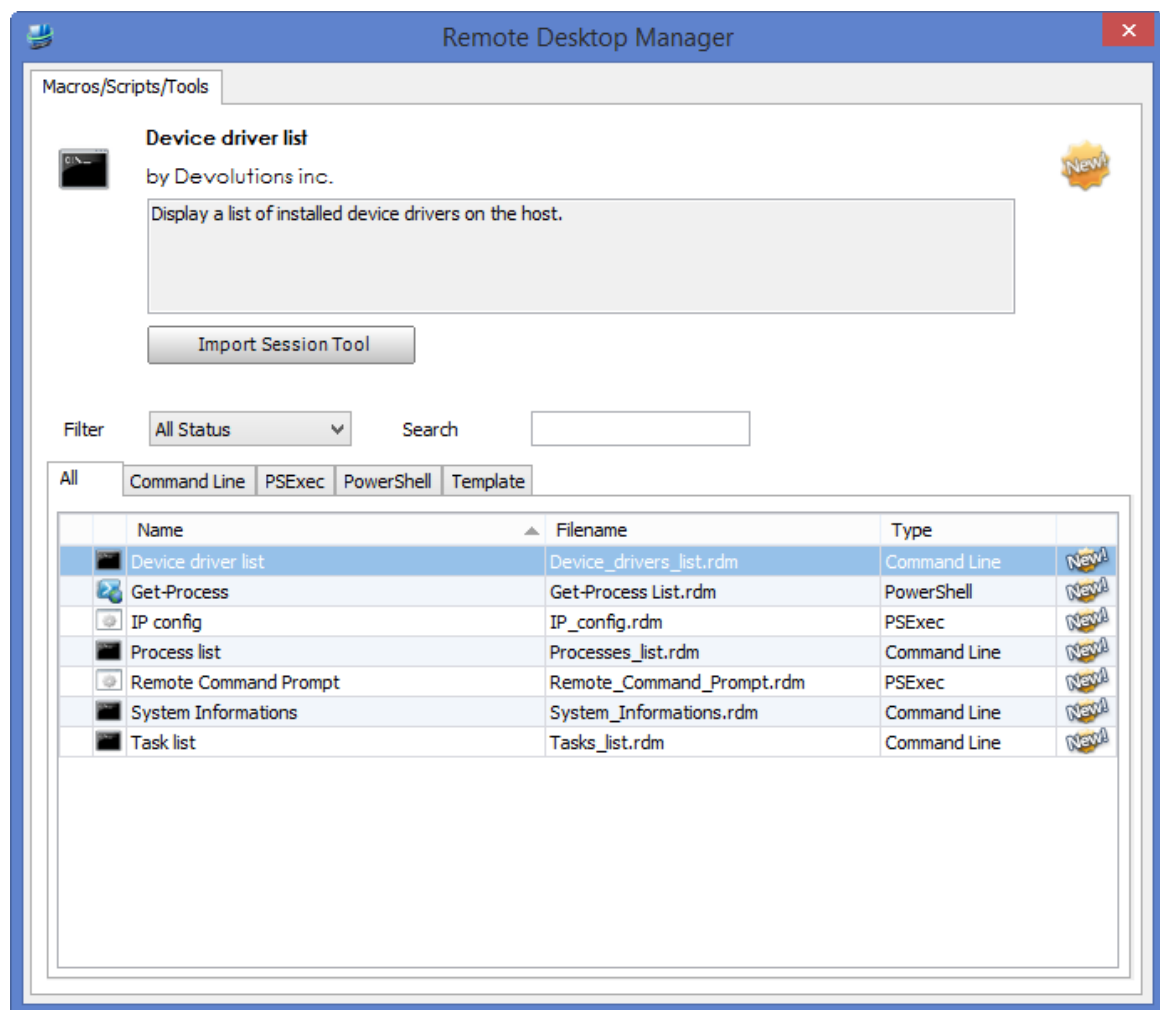 Remote Desktop Manager
Macros/Scripts/Tools
C:\_
Device driver list
by Devolutions inc.
New!
Display a list of installed device drivers on the host.
Import Session Tool
Filter All Status Search
All Command Line PSExec PowerShell Template
Name Filename Type
Device driver list Device_drivers_list.rdm Command Line New!
Get-Process Get-Process List.rdm PowerShell New!
IP config IP_config.rdm PSExec New!
Process list Processes_list.rdm Command Line New!
Remote Command Prompt Remote_Command_Prompt.rdm PSExec New!
System Informations System_Informations.rdm Command Line New!
Task list Tasks_list.rdm Command Line New!